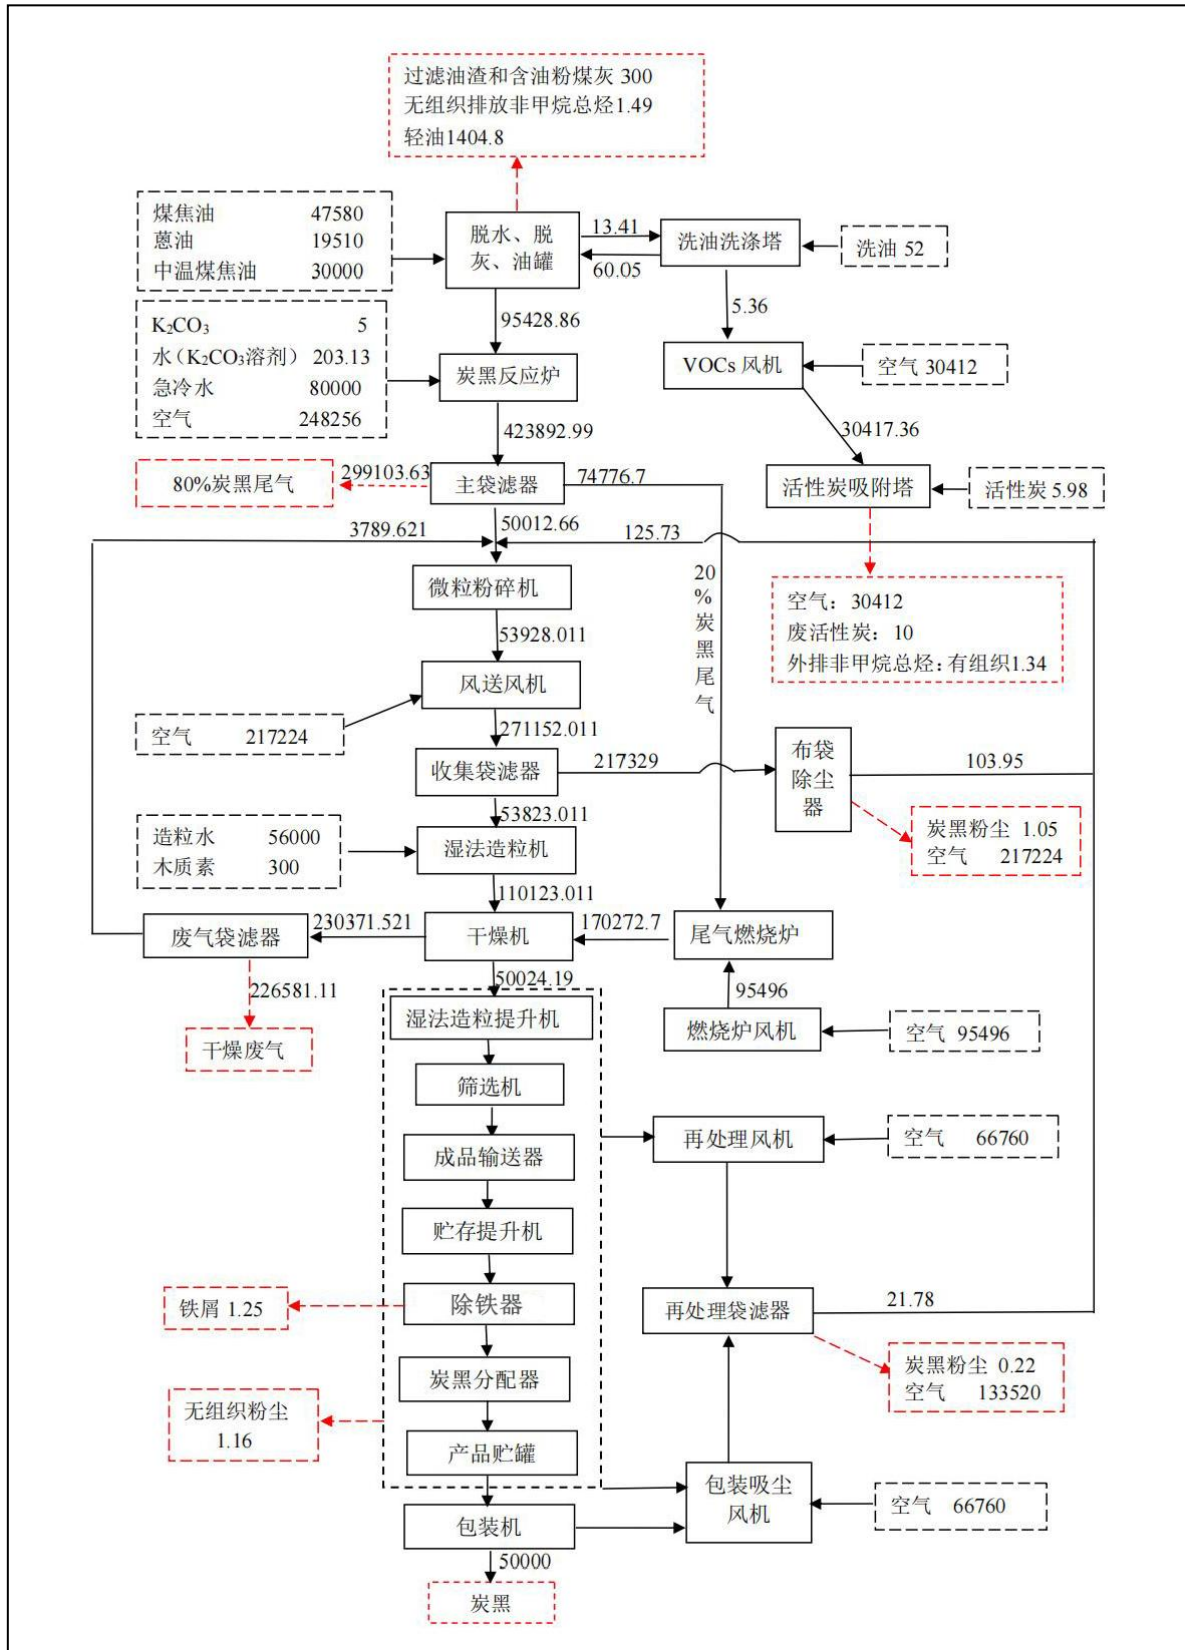 过滤油渣和含油粉煤灰 300
无组织排放非甲烷总烃1.49
轻油1404.8
煤焦油 47580
蒽油 19510
中温煤焦油 30000
脱水、脱灰、油罐
13.41
60.05
洗油洗涤塔
洗油 52
95428.86
5.36
K₂CO₃ 5
水（K₂CO₃溶剂）203.13
急冷水 80000
空气 248256
炭黑反应炉
VOCs 风机
空气 30412
423892.99
30417.36
80%炭黑尾气
299103.63
主袋滤器
74776.7
活性炭吸附塔
活性炭 5.98
3789.621
50012.66
125.73
微粒粉碎机
20%炭黑尾气
空气：30412
废活性炭：10
外排非甲烷总烃：有组织1.34
53928.011
风送风机
空气 217224
271152.011
收集袋滤器
217329
布袋除尘器
103.95
53823.011
炭黑粉尘 1.05
空气 217224
造粒水 56000
木质素 300
湿法造粒机
110123.011
废气袋滤器
230371.521
干燥机
170272.7
尾气燃烧炉
50024.19
226581.11
95496
干燥废气
湿法造粒提升机
燃烧炉风机
空气 95496
筛选机
成品输送器
再处理风机
空气 66760
贮存提升机
铁屑 1.25
除铁器
再处理袋滤器
21.78
炭黑粉尘 0.22
空气 133520
炭黑分配器
无组织粉尘
1.16
产品贮罐
包装吸尘风机
空气 66760
包装机
50000
炭黑